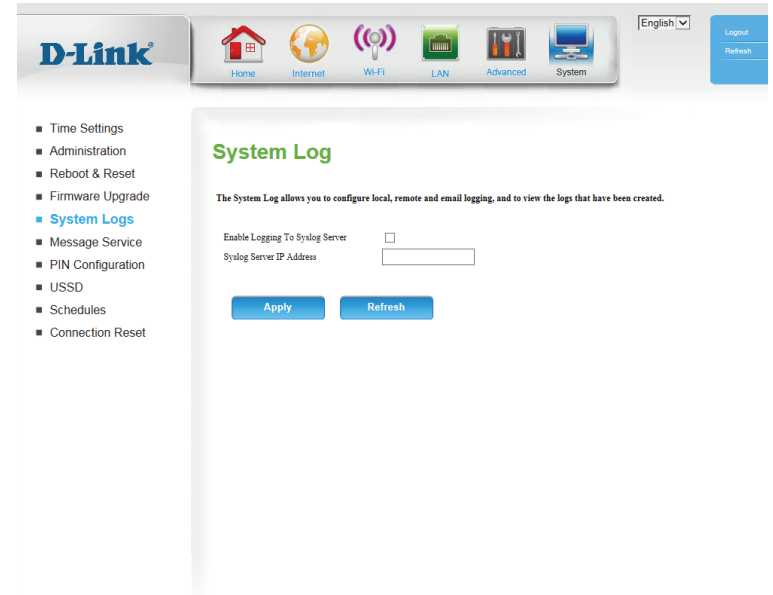 English
Logout
Refresh
D-Link®
Home
Internet
Wi-Fi
LAN
Advanced
System
Time Settings
Administration
Reboot & Reset
Firmware Upgrade
System Logs
Message Service
PIN Configuration
USSD
Schedules
Connection Reset
System Log
The System Log allows you to configure local, remote and email logging, and to view the logs that have been created.
Enable Logging To Syslog Server
Syslog Server IP Address
Apply
Refresh